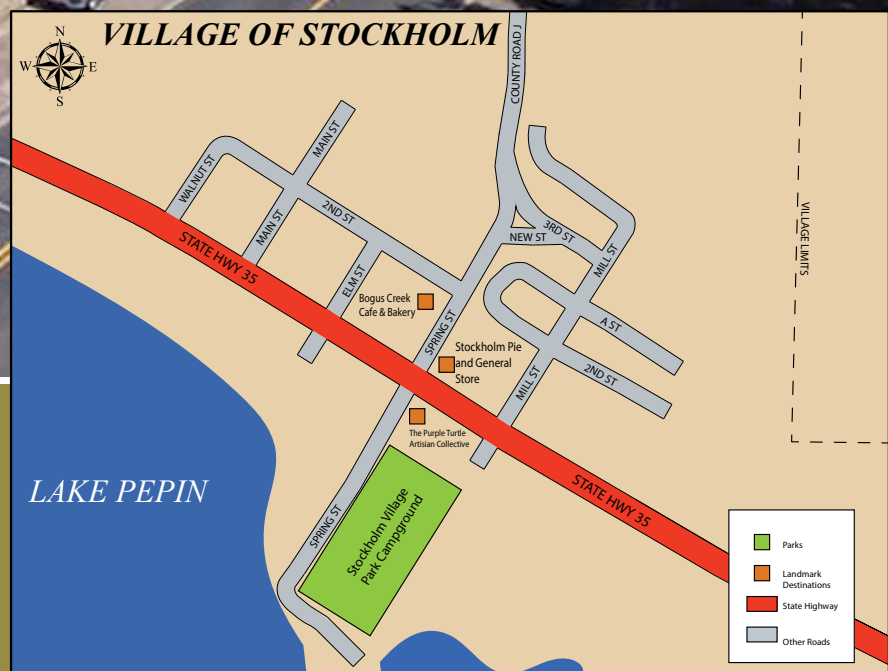 VILLAGE OF STOCKHOLM
N
W
E
S
COUNTY ROAD J
MAIN ST
WALNUT ST
2ND ST
MAIN ST
3RD ST
NEW ST
MILL ST
VILLAGE LIMITS
STATE HWY 35
ELM ST
Bogus Creek
Cafe & Bakery
SPRING ST
A ST
Stockholm Pie
and General
Store
MILL ST
2ND ST
The Purple Turtle
Artisian Collective
LAKE PEPIN
SPRING ST
Stockholm Village
Park Campground
STATE HWY 35
Parks
Landmark
Destinations
State Highway
Other Roads